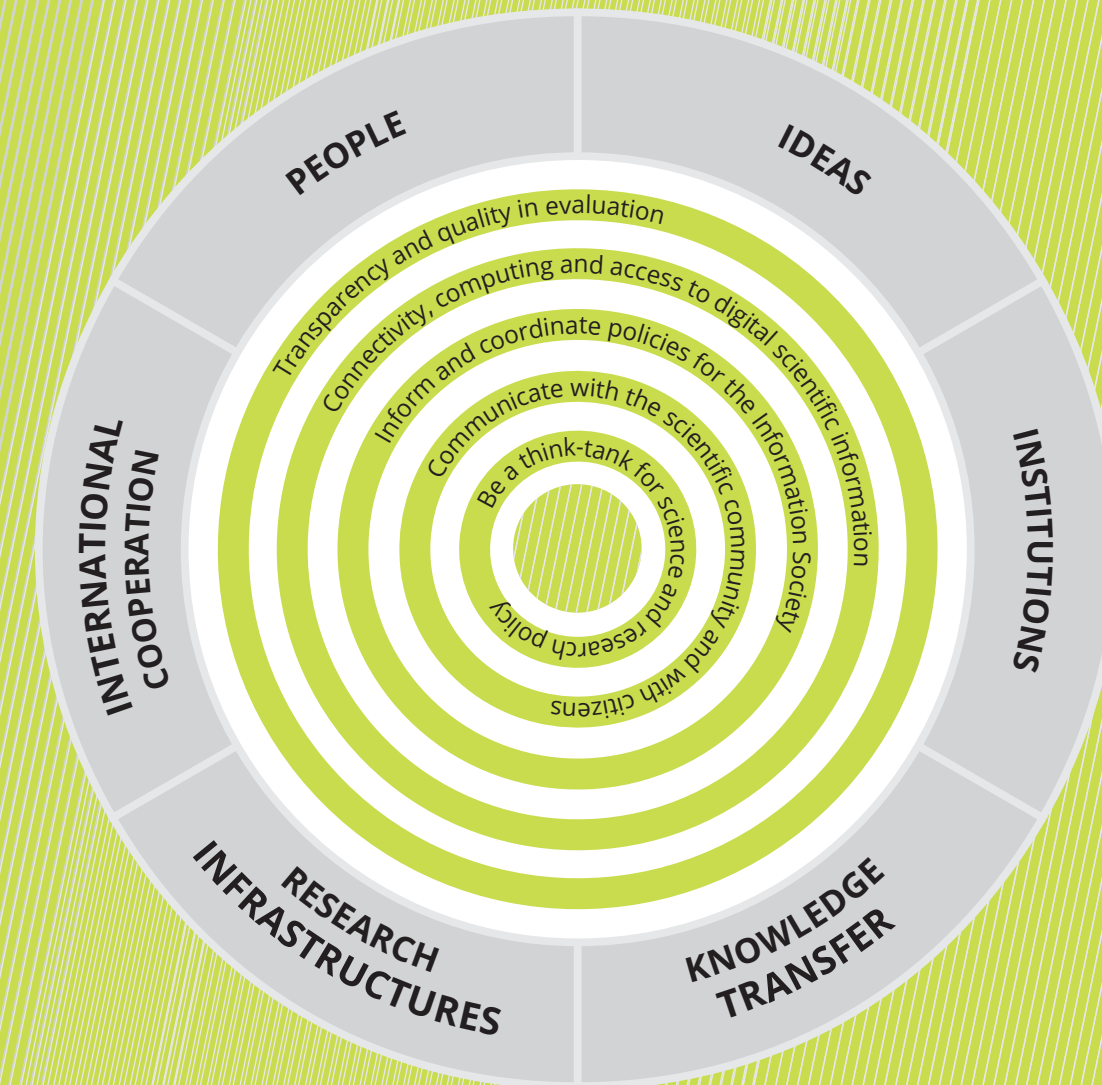 PEOPLE
IDEAS
INSTITUTIONS
KNOWLEDGE
TRANSFER
RESEARCH
INFRASTRUCTURES
INTERNATIONAL
COOPERATION
Transparency and quality in evaluation
Connectivity, computing and access to digital scientific information
Inform and coordinate policies for the Information Society
Communicate with the scientific community and with citizens
Be a think-tank for science and research policy